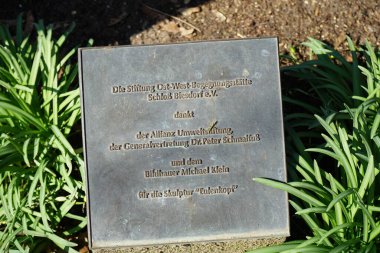 Die Stiftung Ost-West-Begegnungsstätte
Schloß Biesdorf e.V.
dankt
der Allianz Umweltstiftung,
der Generalvertretung Dr. Peter Schmalfuß
und dem
Bildhauer Michael Klein
für die Skulptur "Eulenkopf"